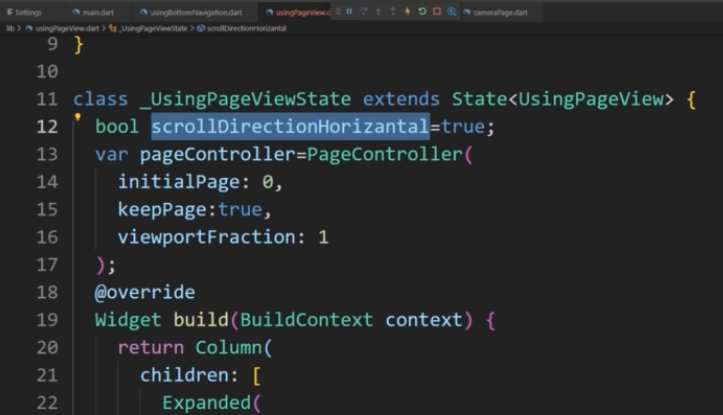 Settings main.dart usingBottomNavigation.dart usingPageView.d cameraPage.dart
lib > usingPageView.dart > _UsingPageViewState > scrollDirectionHorizantal
9 }
10
11 class _UsingPageViewState extends State<UsingPageView> {
12 bool scrollDirectionHorizantal=true;
13 var pageController=PageController(
14 initialPage: 0,
15 keepPage:true,
16 viewportFraction: 1
17 );
18 @override
19 Widget build(BuildContext context) {
20 return Column(
21 children: [
22 Expanded(